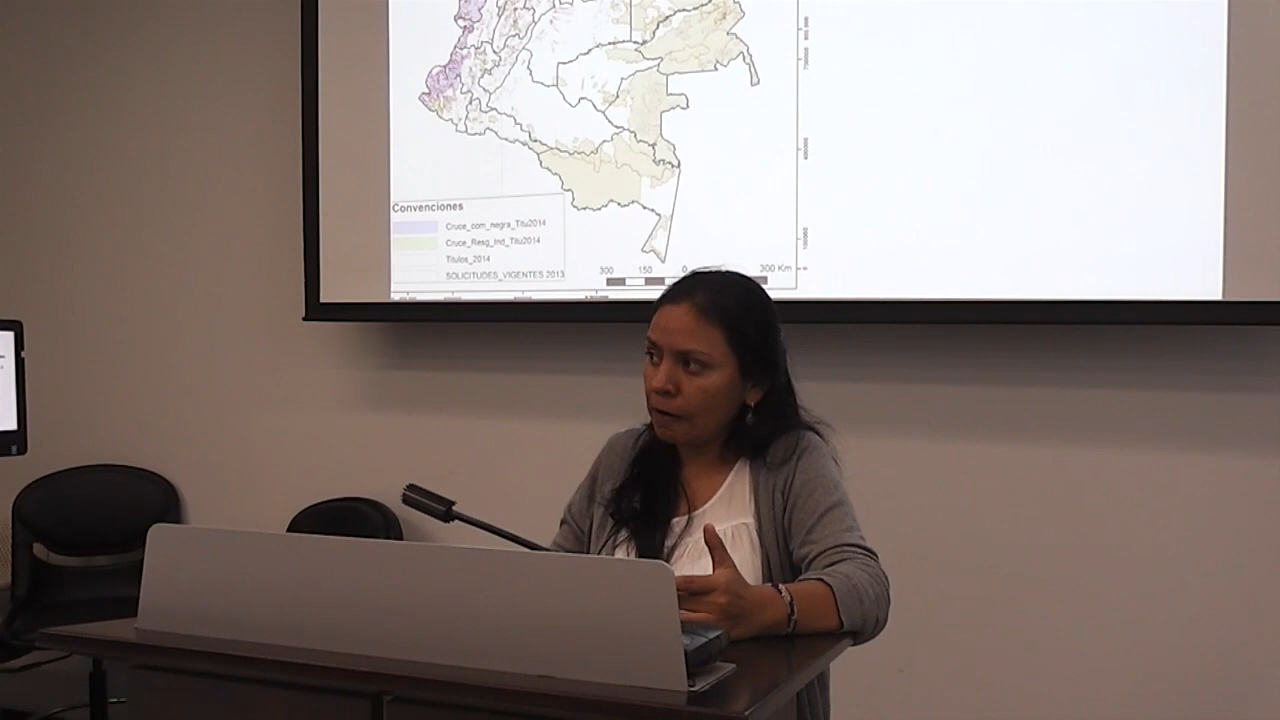 Convenciones
Cruce_com_negra_Titu2014
Cruce_Resg_Ind_Titu2014
Titulos_2014
SOLICITUDES_VIGENTES 2013
300 150 0 300 Km